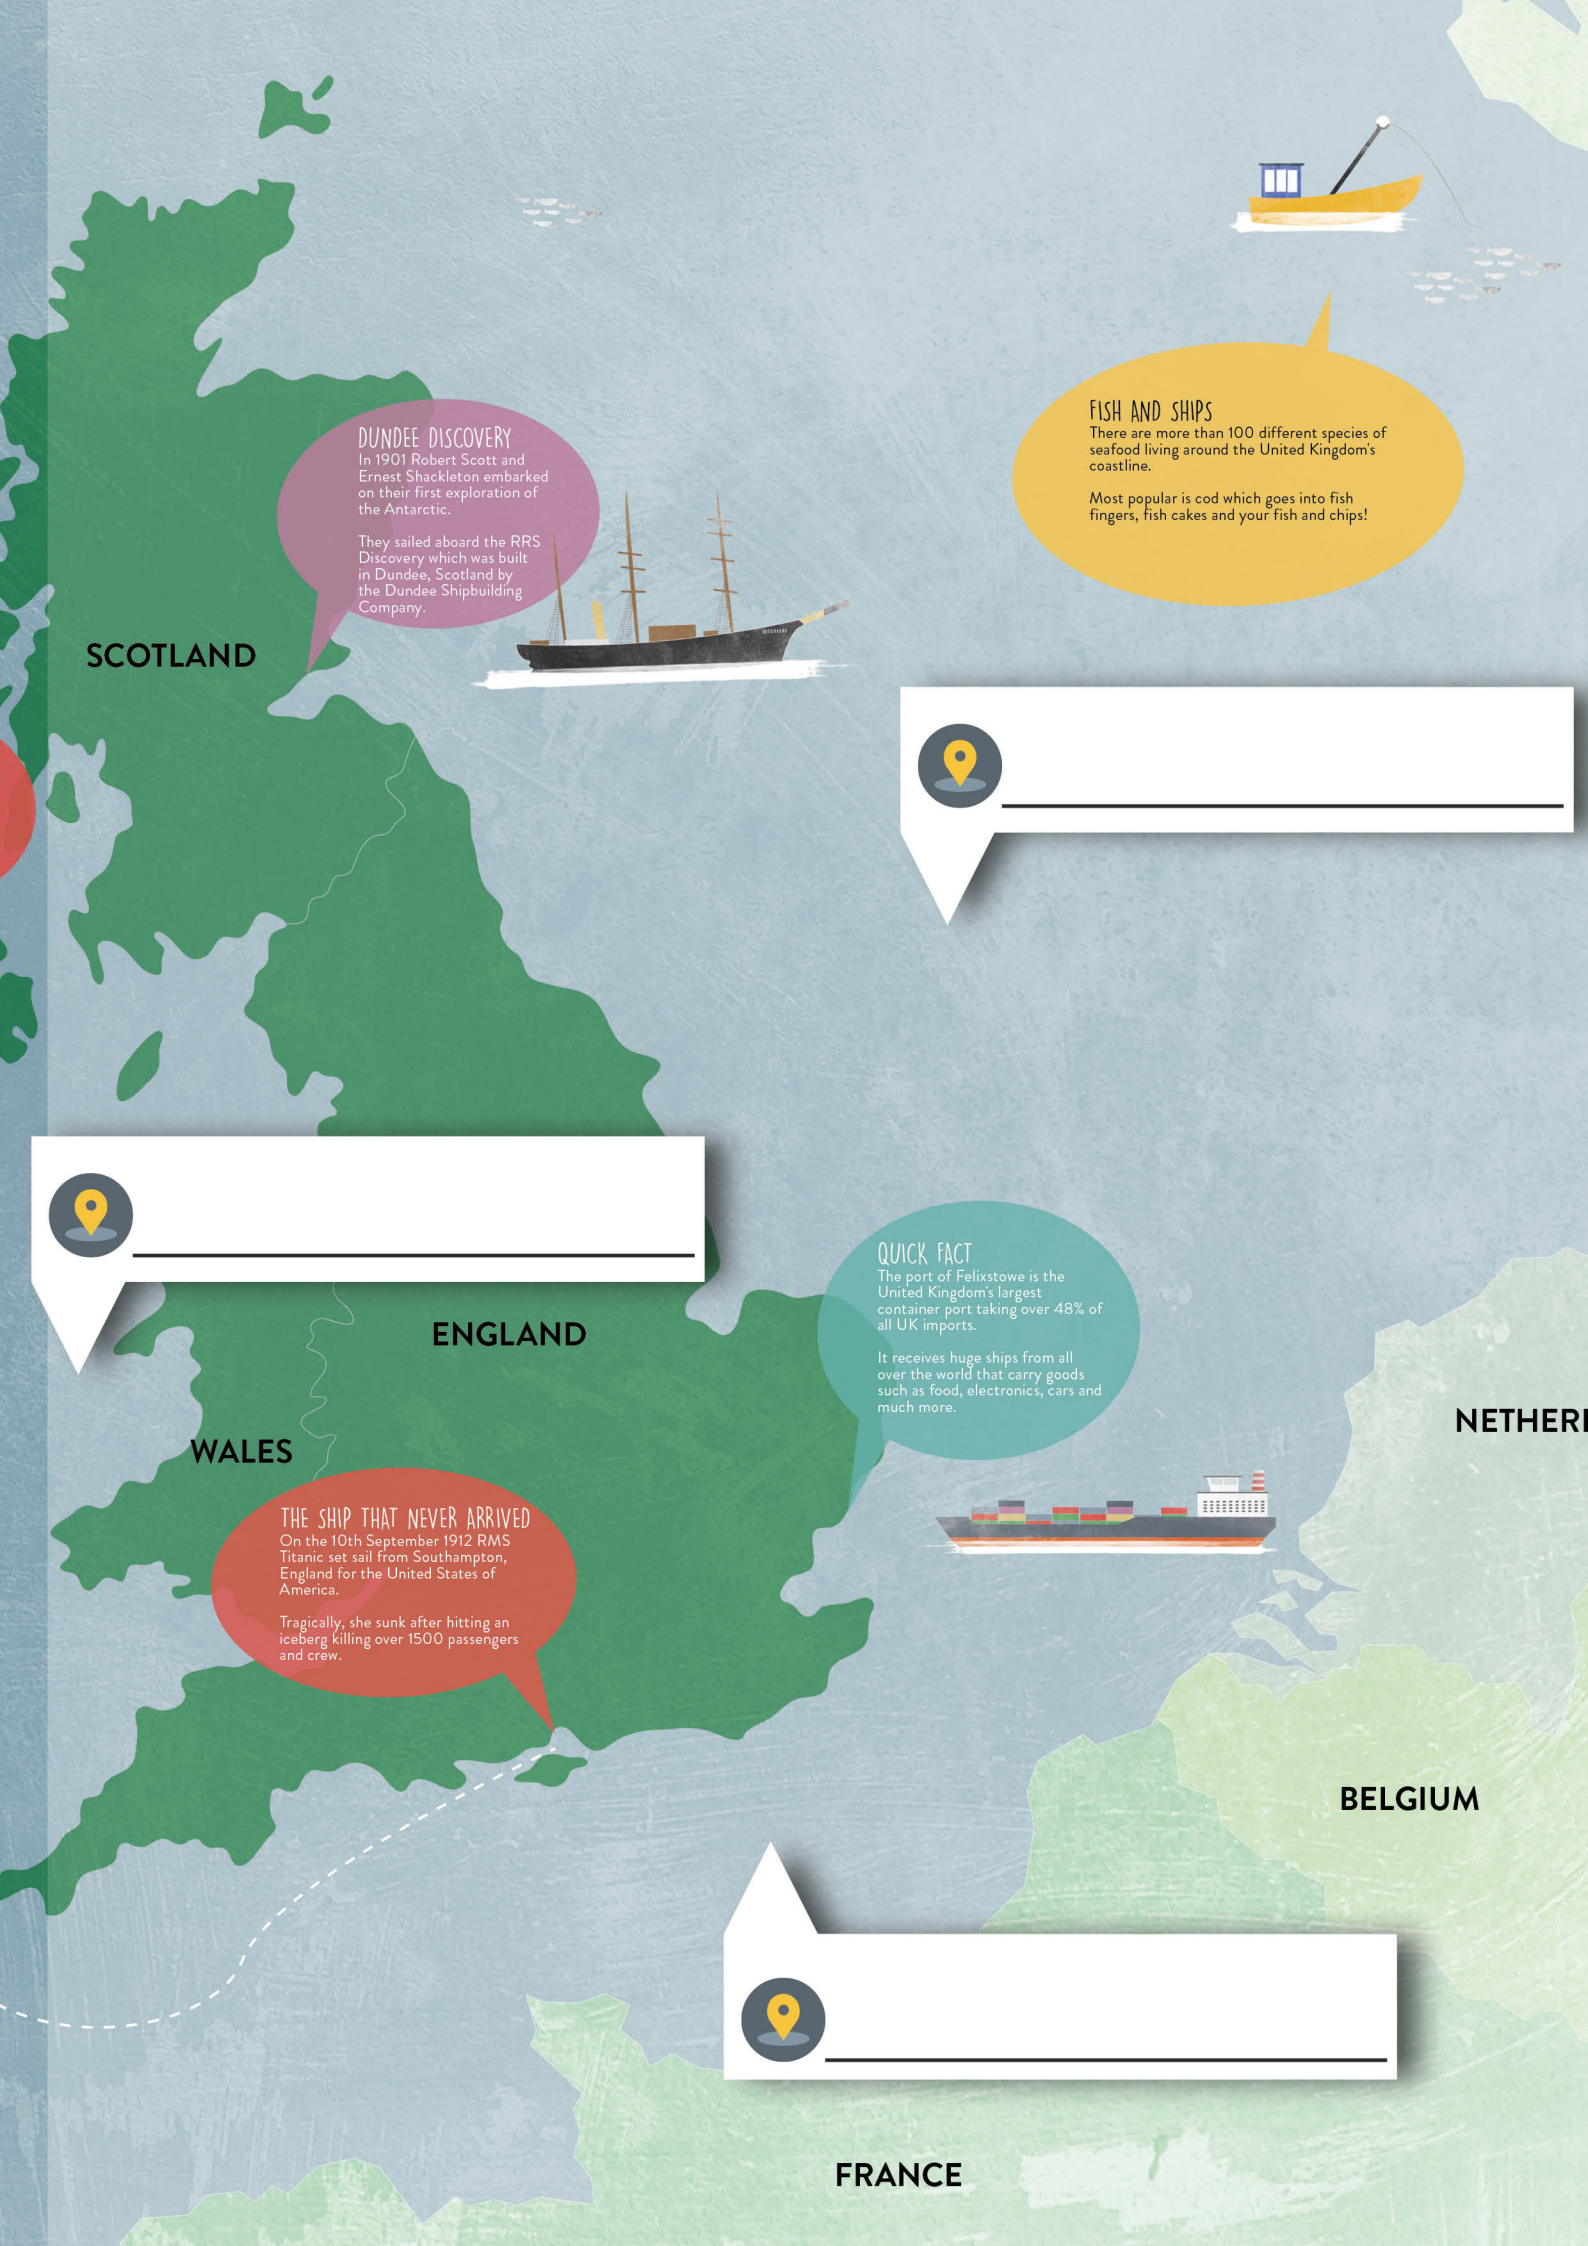 DUNDEE DISCOVERY
In 1901 Robert Scott and
Ernest Shackleton embarked
on their first exploration of
the Antarctic.
They sailed aboard the RRS
Discovery which was built
in Dundee, Scotland by
the Dundee Shipbuilding
Company.
DISCOVERY
FISH AND SHIPS
There are more than 100 different species of
seafood living around the United Kingdom's
coastline.
Most popular is cod which goes into fish
fingers, fish cakes and your fish and chips!
SCOTLAND
QUICK FACT
The port of Felixstowe is the
United Kingdom's largest
container port taking over 48% of
all UK imports.
It receives huge ships from all
over the world that carry goods
such as food, electronics, cars and
much more.
ENGLAND
NETHER
WALES
THE SHIP THAT NEVER ARRIVED
On the 10th September 1912 RMS
Titanic set sail from Southampton,
England for the United States of
America.
Tragically, she sunk after hitting an
iceberg killing over 1500 passengers
and crew.
BELGIUM
FRANCE